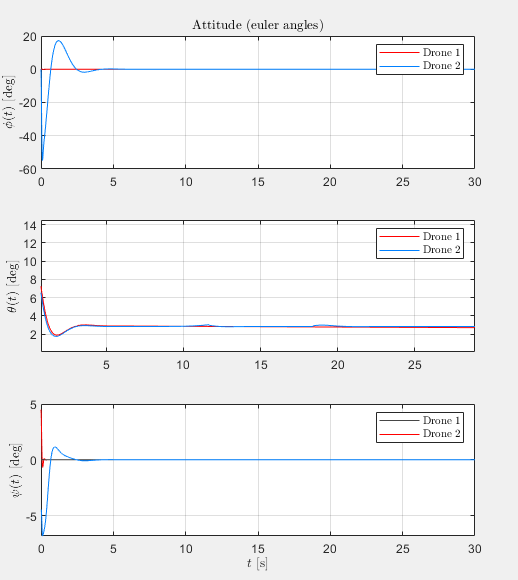 Attitude (euler angles)
20
0
-20
-40
-60
ϕ(t) [deg]
Drone 1
Drone 2
0 5 10 15 20 25 30
14
12
10
8
6
4
2
θ(t) [deg]
Drone 1
Drone 2
5 10 15 20 25
5
0
-5
ψ(t) [deg]
Drone 1
Drone 2
0 5 10 15 20 25 30
t [s]